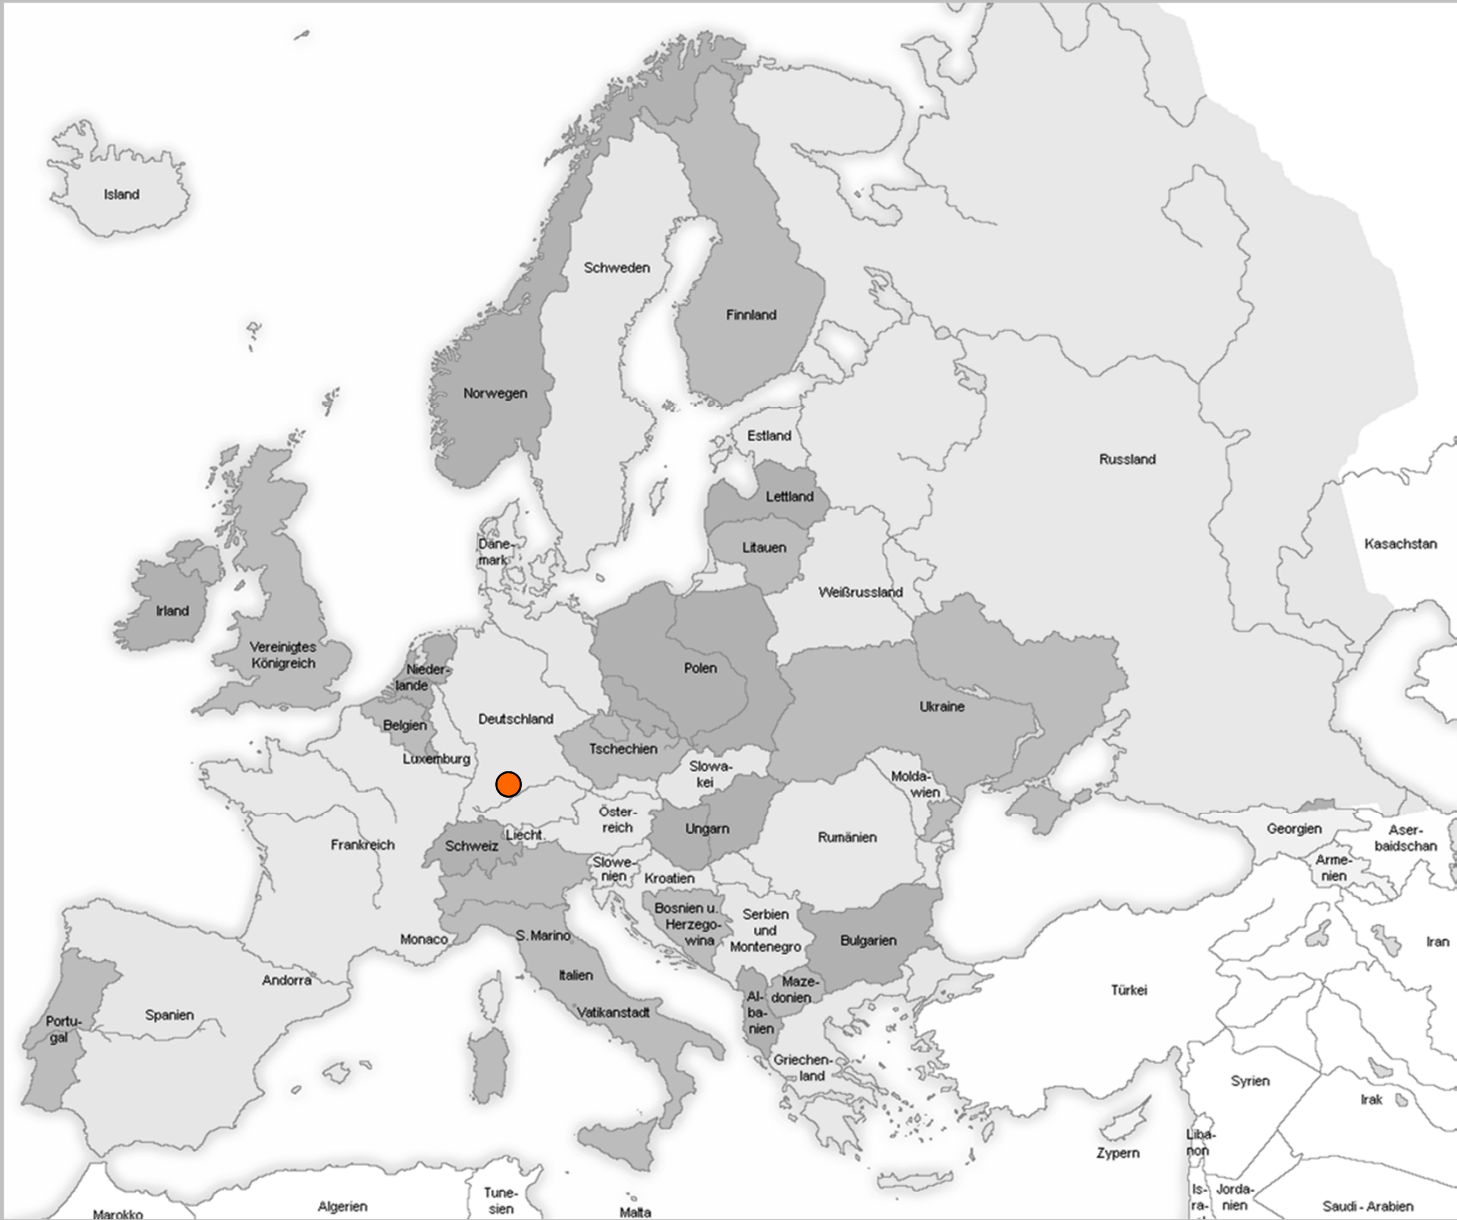 Island
Schweden
Finnland
Norwegen
Estland
Russland
Lettland
Däne-
mark
Litauen
Kasachstan
Weißrussland
Irland
Vereinigtes
Königreich
Nieder-
lande
Polen
Ukraine
Belgien
Deutschland
Tschechien
Luxemburg
Slowa-
kei
Molda-
wien
Öster-
reich
Ungarn
Rumänien
Georgien
Aser-
baidschan
Frankreich
Schweiz
Liecht.
Slowe-
nien
Kroatien
Arme-
nien
Bosnien u.
Herzego-
wina
Serbien
und
Montenegro
Bulgarien
Monaco
S. Marino
Iran
Andorra
Italien
Maze-
donien
Al-
ba-
nien
Türkei
Spanien
Portu-
gal
Vatikanstadt
Griechen-
land
Syrien
Irak
Zypern
Liba-
non
Marokko
Algerien
Tune-
sien
Malta
Is-
ra-
Jorda-
nien
Saudi - Arabien